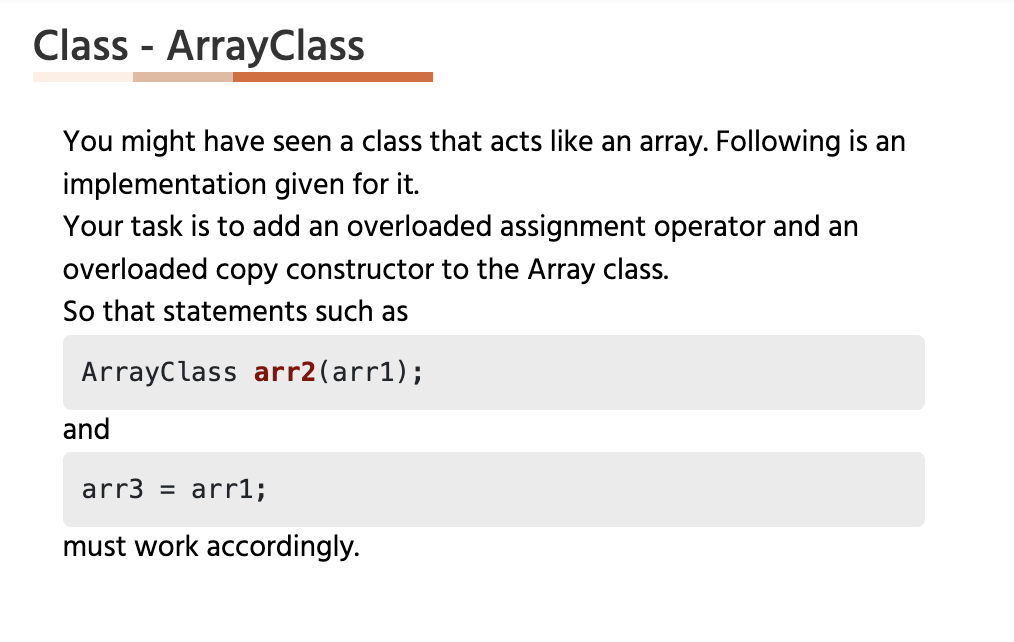 Class - ArrayClass
You might have seen a class that acts like an array. Following is an
implementation given for it.
Your task is to add an overloaded assignment operator and an
overloaded copy constructor to the Array class.
So that statements such as
ArrayClass arr2(arr1);
and
arr3 = arr1;
must work accordingly.